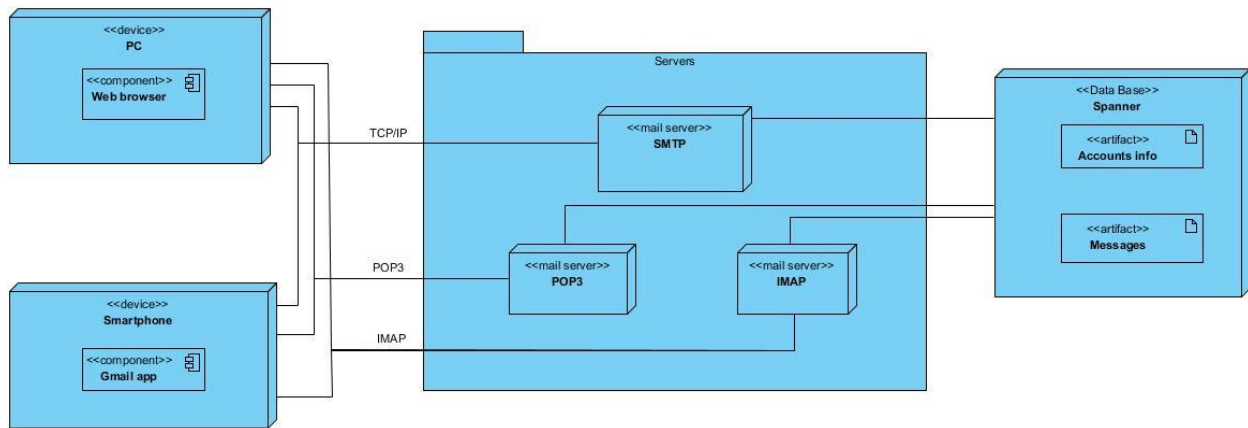 <<device>>
PC
<<component>>
Web browser
<<device>>
Smartphone
<<component>>
Gmail app
TCP/IP
POP3
IMAP
Servers
<<mail server>>
SMTP
<<mail server>>
POP3
<<mail server>>
IMAP
<<Data Base>>
Spanner
<<artifact>>
Accounts info
<<artifact>>
Messages